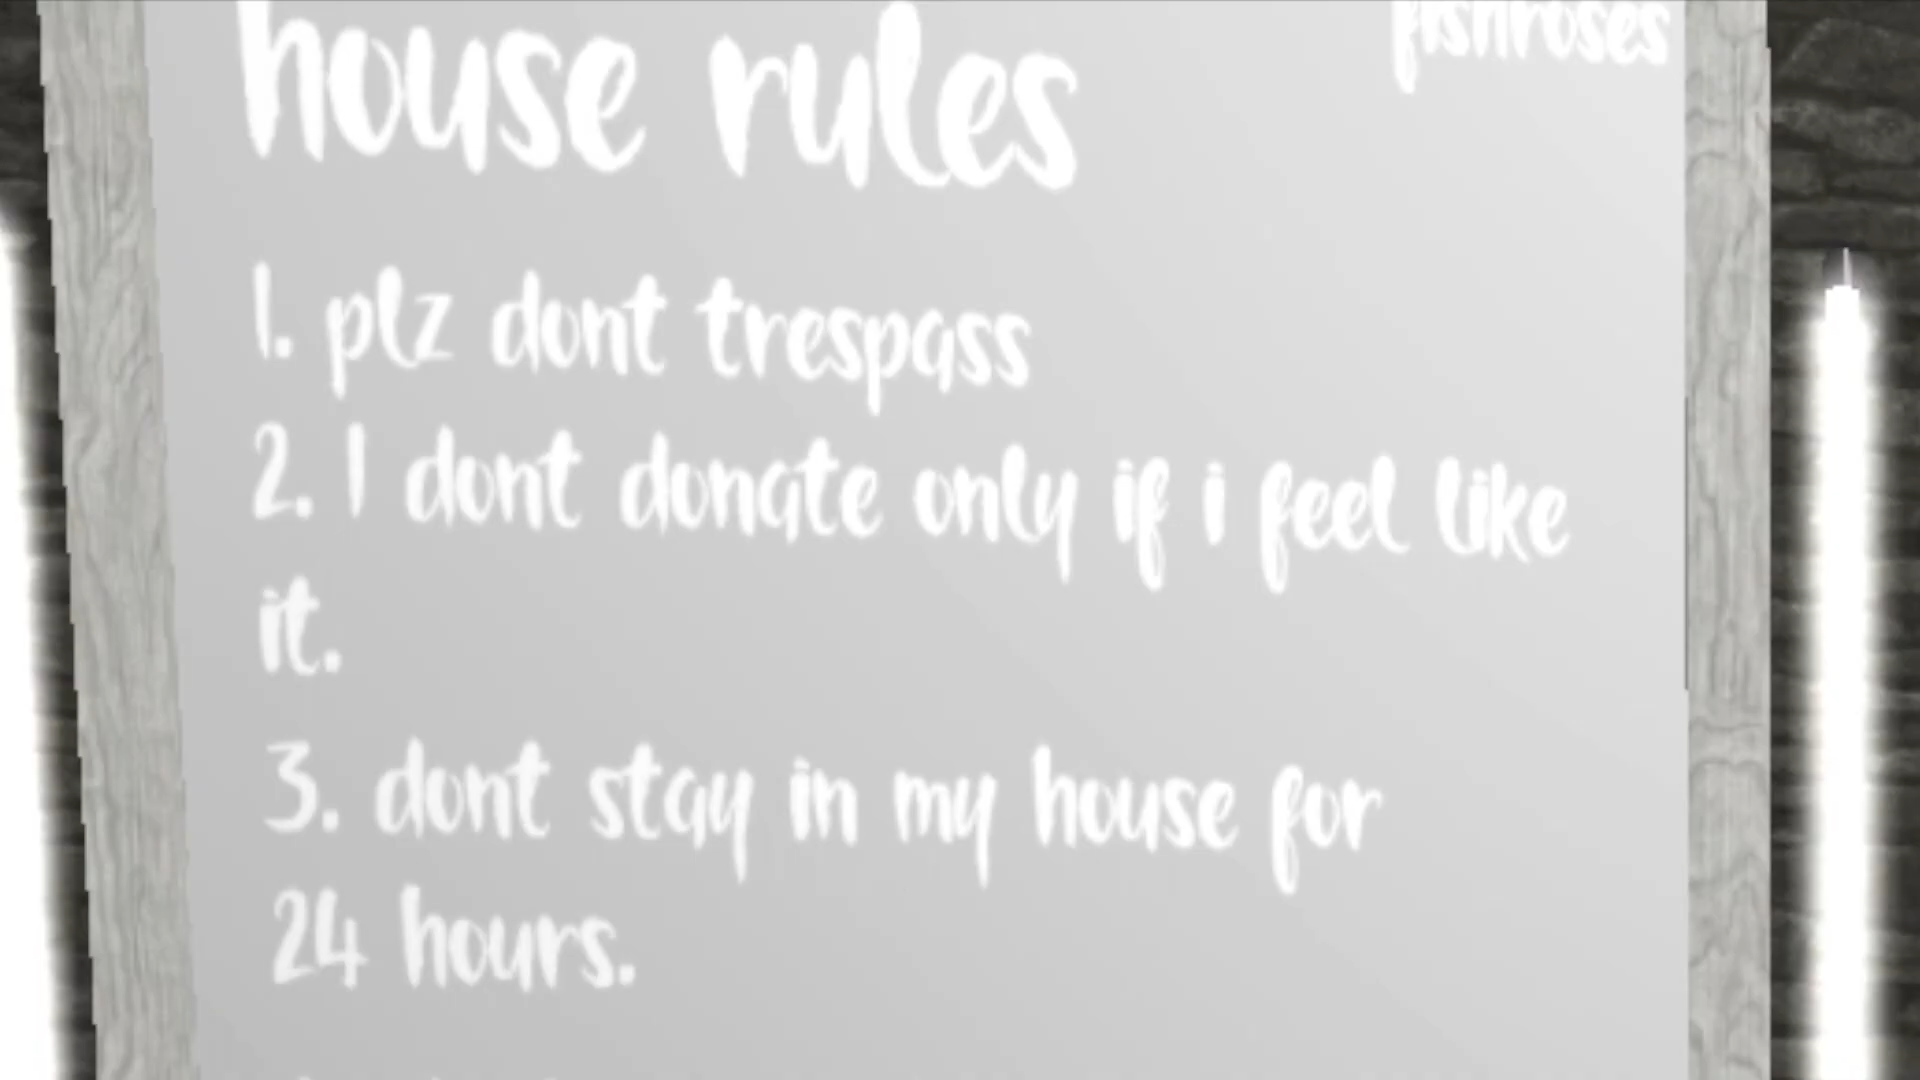 house rules
fishroses
1. plz dont trespass
2. I dont donate only if i feel like
it.
3. dont stay in my house for
24 hours.